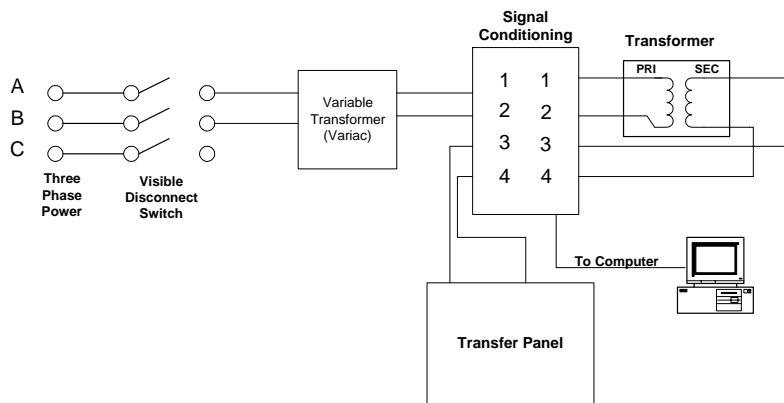 Signal
Conditioning
Transformer
A
B
C
PRI SEC
1 1
2 2
3 3
4 4
Variable
Transformer
(Variac)
Three
Phase
Power
Visible
Disconnect
Switch
To Computer
Transfer Panel